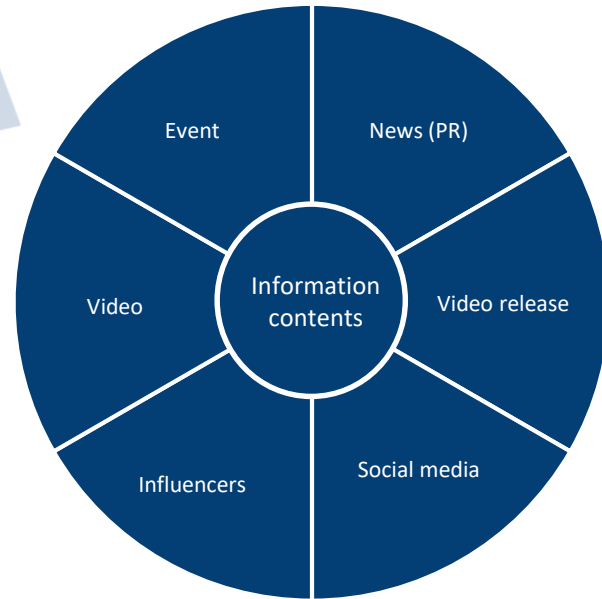 Event
News (PR)
Information
contents
Video
Video release
Influencers
Social media